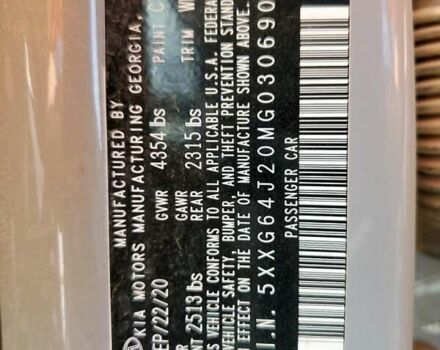 MANUFACTURED BY
KIA MOTORS MANUFACTURING GEORGIA,
EP/22/20 GVWR 4354 lbs PAINT C
GAWR
NT 2513 lbs REAR 2315 lbs TRIM
S VEHICLE CONFORMS TO ALL APPLICABLE U.S.A. FEDERA
VEHICLE SAFETY, BUMPER, AND THEFT PREVENTION STAND
EFFECT ON THE DATE OF MANUFACTURE SHOWN ABOVE.
I.N. 5XXG64J20MG030690
PASSENGER CAR